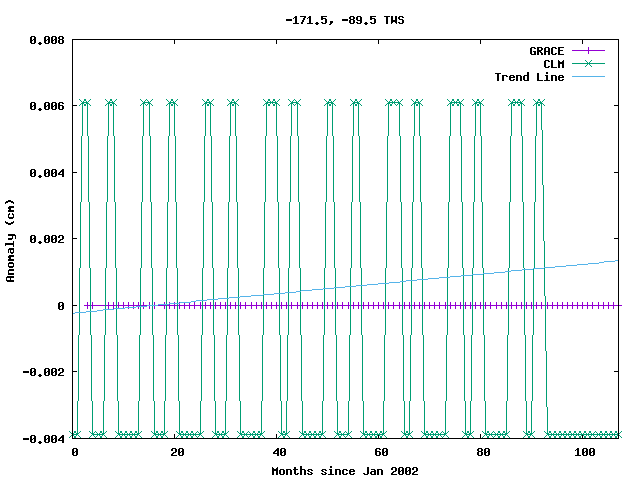 -171.5, -89.5 TWS
0.008
0.006
0.004
0.002
0
-0.002
-0.004
Anomaly (cm)
GRACE
CLM
Trend Line
0 20 40 60 80 100
Months since Jan 2002